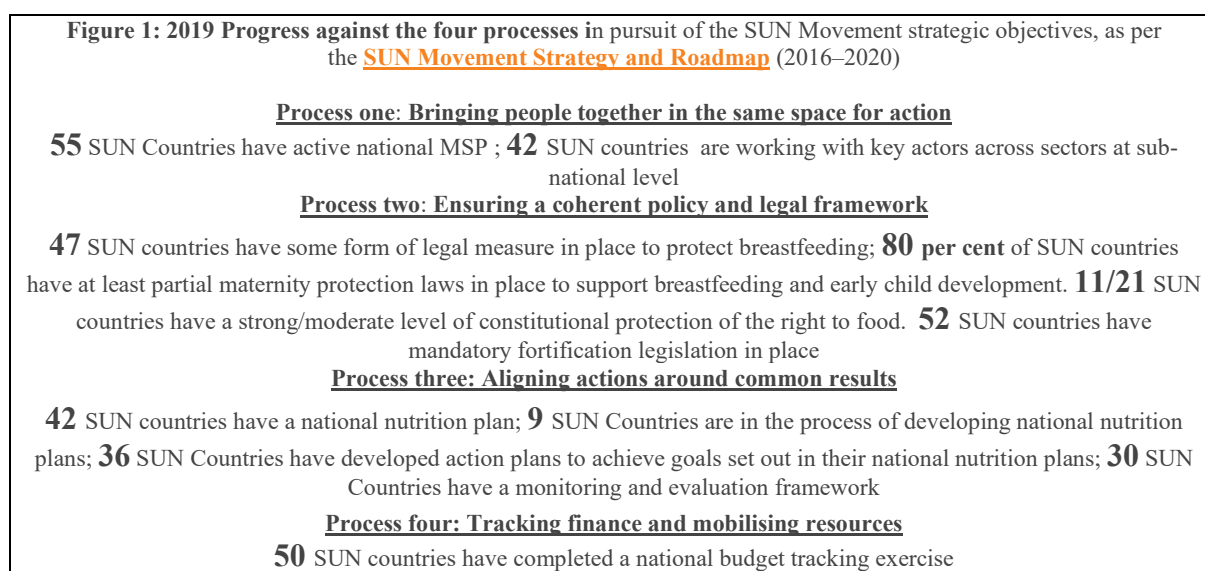 Figure 1: 2019 Progress against the four processes in pursuit of the SUN Movement strategic objectives, as per
the SUN Movement Strategy and Roadmap (2016–2020)
Process one: Bringing people together in the same space for action
55 SUN Countries have active national MSP ; 42 SUN countries are working with key actors across sectors at sub-
national level
Process two: Ensuring a coherent policy and legal framework
47 SUN countries have some form of legal measure in place to protect breastfeeding; 80 per cent of SUN countries
have at least partial maternity protection laws in place to support breastfeeding and early child development. 11/21 SUN
countries have a strong/moderate level of constitutional protection of the right to food. 52 SUN countries have
mandatory fortification legislation in place
Process three: Aligning actions around common results
42 SUN countries have a national nutrition plan; 9 SUN Countries are in the process of developing national nutrition
plans; 36 SUN Countries have developed action plans to achieve goals set out in their national nutrition plans; 30 SUN
Countries have a monitoring and evaluation framework
Process four: Tracking finance and mobilising resources
50 SUN countries have completed a national budget tracking exercise